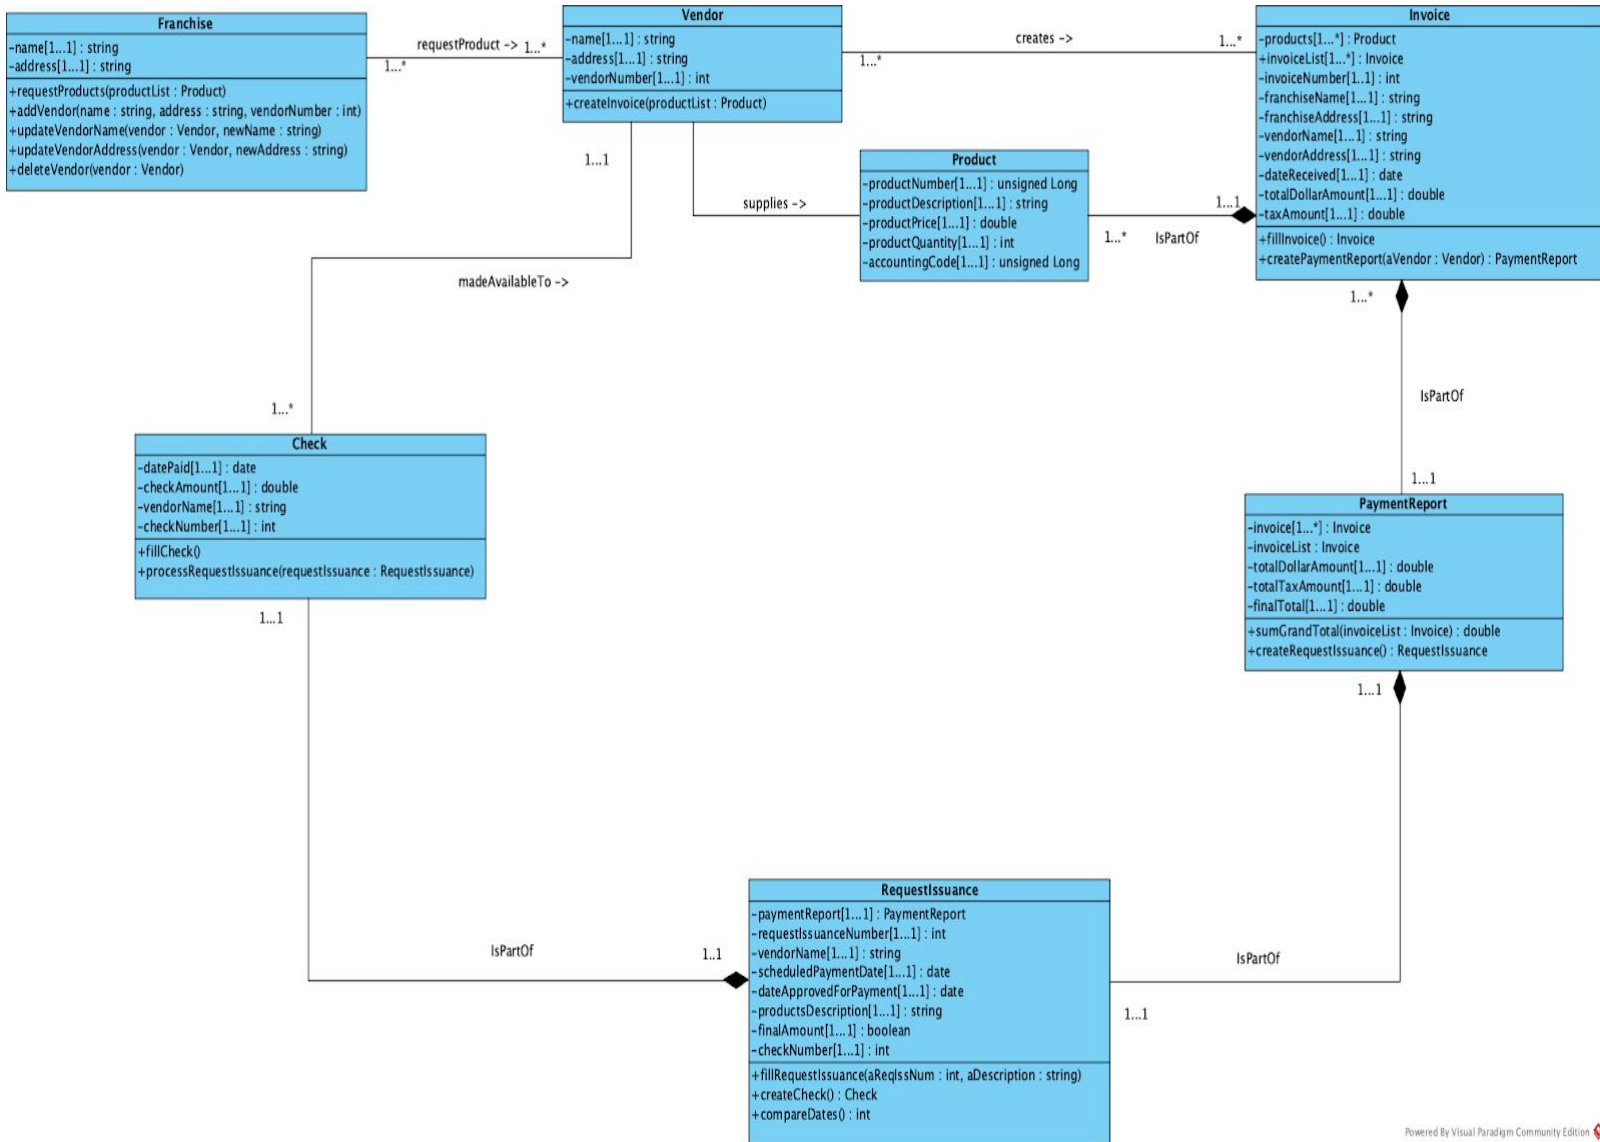 Franchise
-name[1...1] : string
-address[1...1] : string
+requestProducts(productList : Product)
+addVendor(name : string, address : string, vendorNumber : int)
+updateVendorName(vendor : Vendor, newName : string)
+updateVendorAddress(vendor : Vendor, newAddress : string)
+deleteVendor(vendor : Vendor)
requestProduct ->
1...*
1...*
Vendor
-name[1...1] : string
-address[1...1] : string
-vendorNumber[1...1] : int
+createInvoice(productList : Product)
creates ->
1...*
1...*
Invoice
-products[1...*] : Product
+invoiceList[1...*] : Invoice
-invoiceNumber[1..1] : int
-franchiseName[1...1] : string
-franchiseAddress[1...1] : string
-vendorName[1...1] : string
-vendorAddress[1...1] : string
-dateReceived[1...1] : date
-totalDollarAmount[1...1] : double
-taxAmount[1...1] : double
+fillInvoice() : Invoice
+createPaymentReport(aVendor : Vendor) : PaymentReport
1...1
supplies ->
Product
-productNumber[1...1] : unsigned Long
-productDescription[1...1] : string
-productPrice[1...1] : double
-productQuantity[1...1] : int
-accountingCode[1...1] : unsigned Long
1...1
1...*
IsPartOf
madeAvailableTo ->
1...*
1...*
IsPartOf
1...1
Check
-datePaid[1...1] : date
-checkAmount[1...1] : double
-vendorName[1...1] : string
-checkNumber[1...1] : int
+fillCheck()
+processRequestIssuance(requestIssuance : RequestIssuance)
1...1
PaymentReport
-invoice[1...*] : Invoice
-invoiceList : Invoice
-totalDollarAmount[1...1] : double
-totalTaxAmount[1...1] : double
-finalTotal[1...1] : double
+sumGrandTotal(invoiceList : Invoice) : double
+createRequestIssuance() : RequestIssuance
1...1
IsPartOf
1..1
RequestIssuance
-paymentReport[1...1] : PaymentReport
-requestIssuanceNumber[1...1] : int
-vendorName[1...1] : string
-scheduledPaymentDate[1...1] : date
-dateApprovedForPayment[1...1] : date
-productsDescription[1...1] : string
-finalAmount[1...1] : boolean
-checkNumber[1...1] : int
+fillRequestIssuance(aReqIssNum : int, aDescription : string)
+createCheck() : Check
+compareDates() : int
IsPartOf
1...1
Powered By Visual Paradigm Community Edition